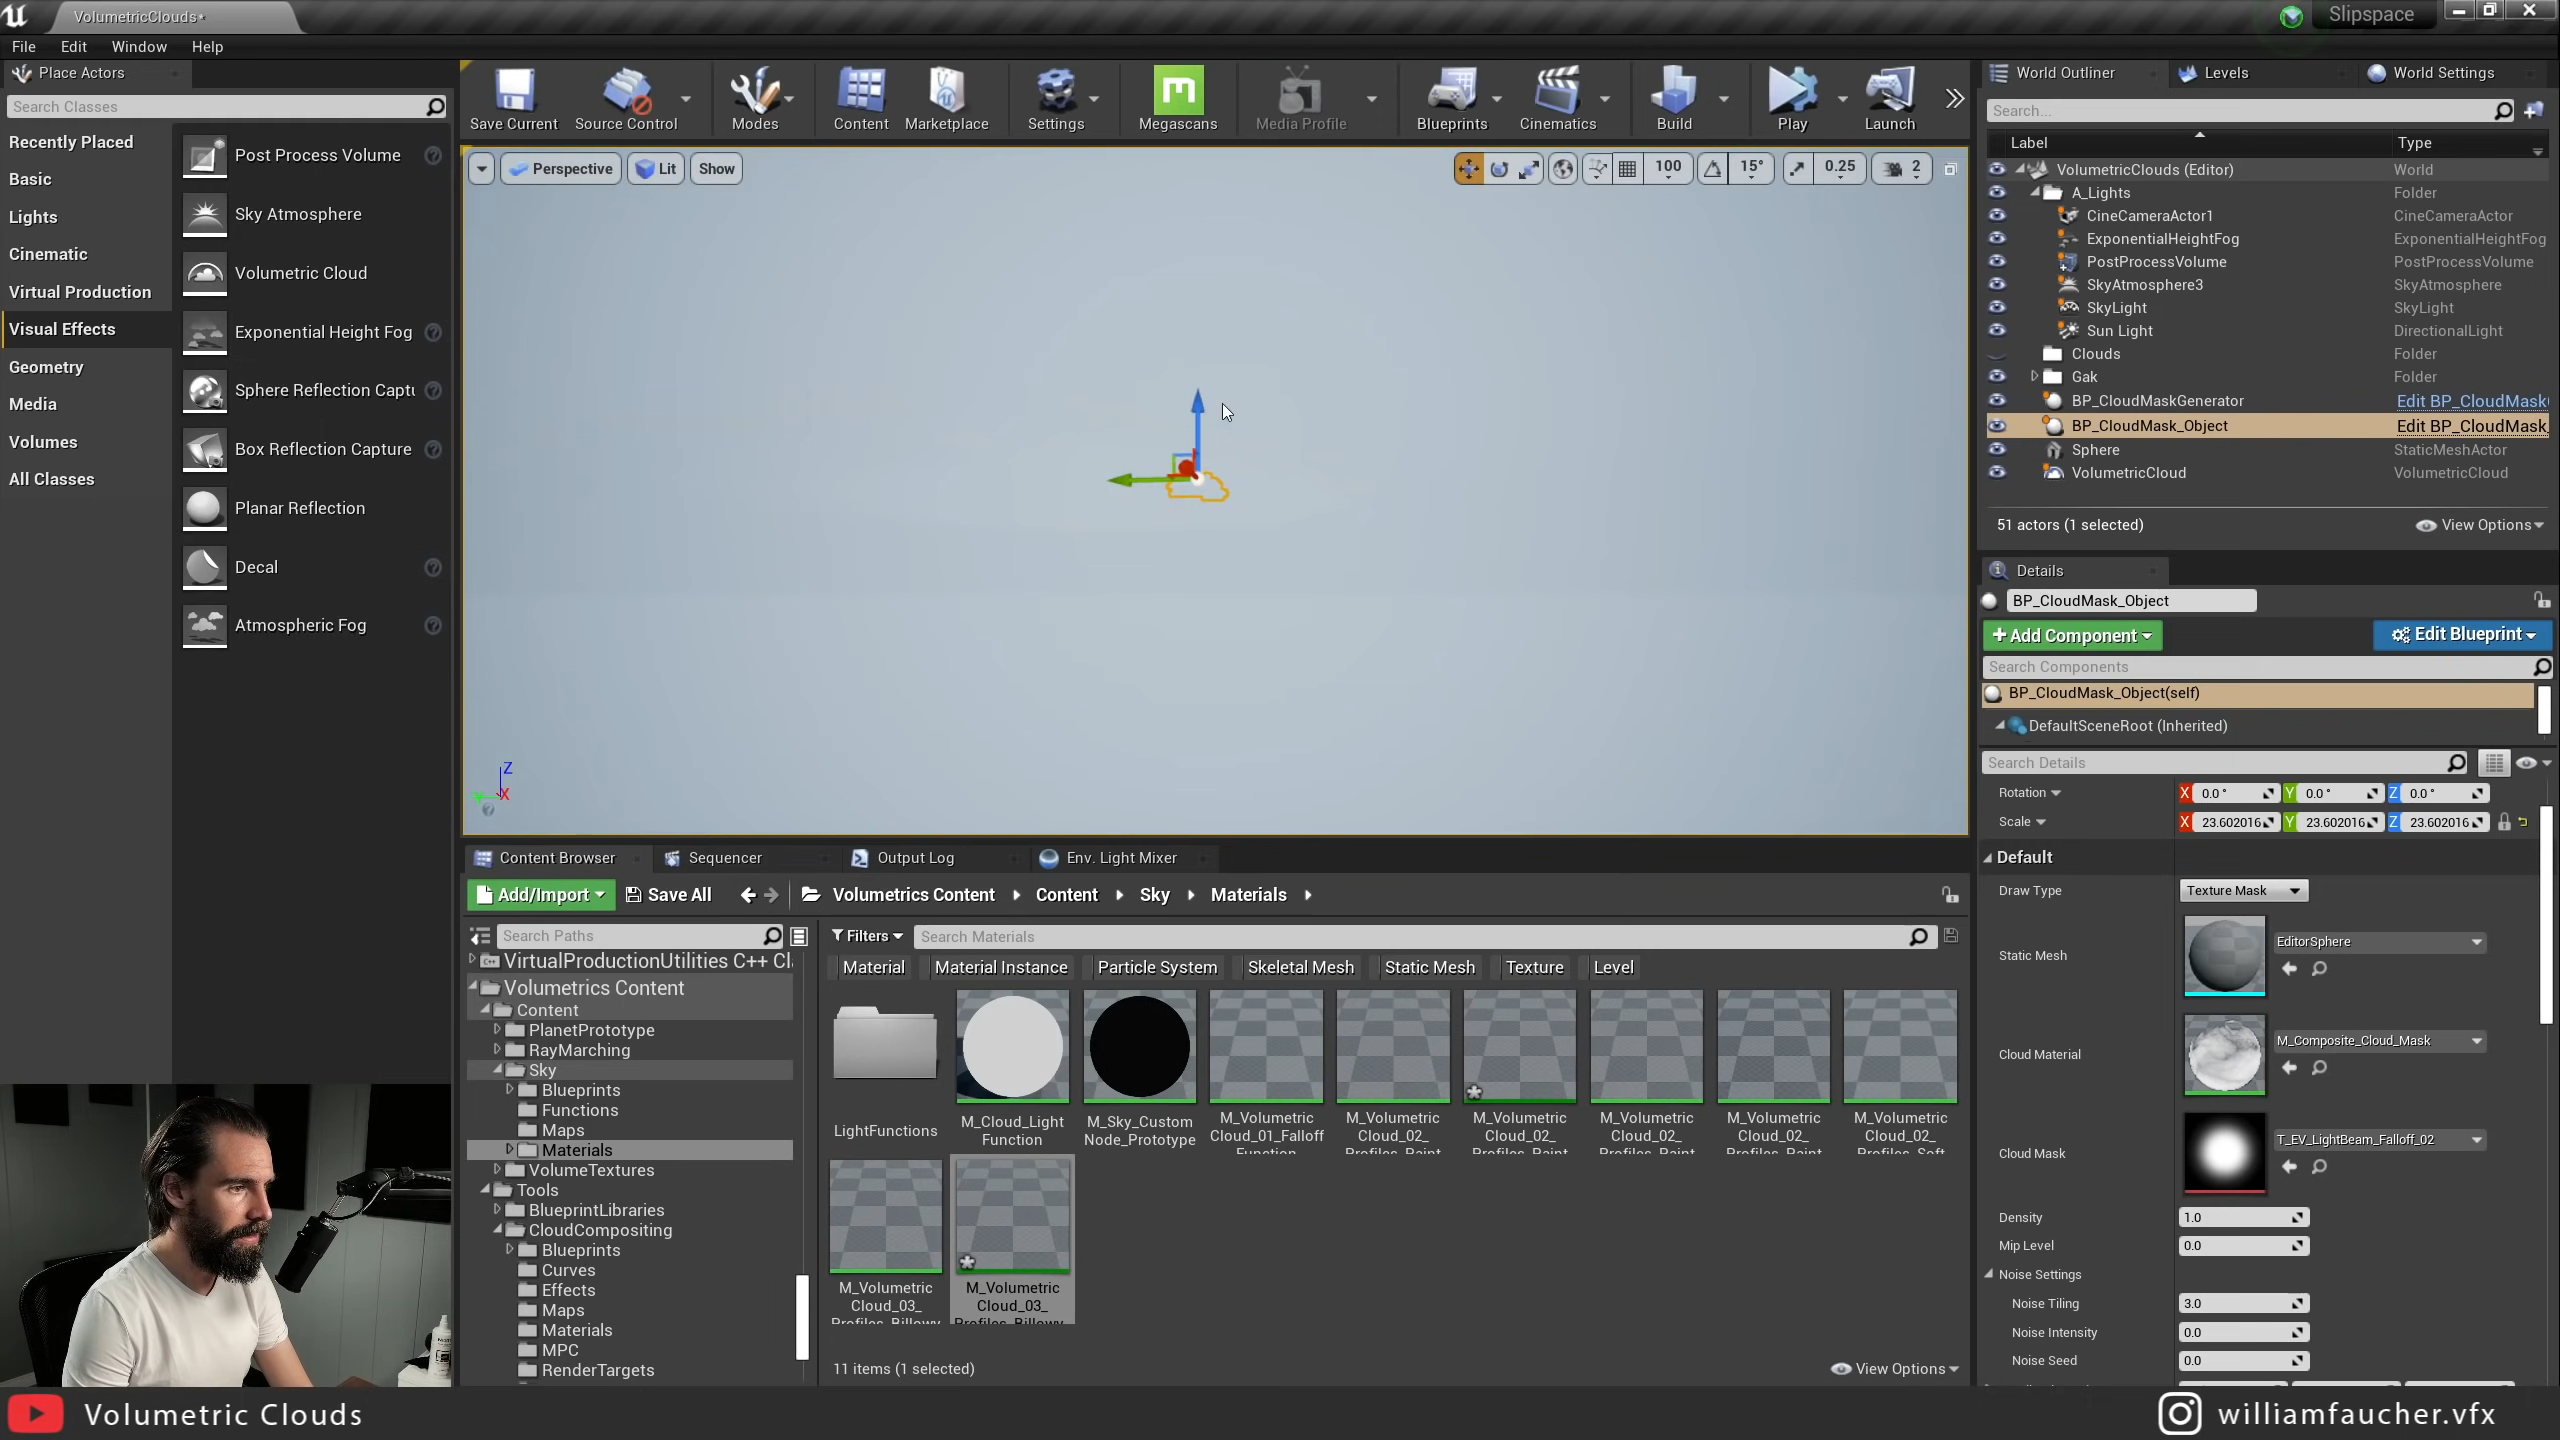 VolumetricClouds*
Slipspace
File Edit Window Help
Place Actors
Search Classes
Recently Placed
Basic
Lights
Cinematic
Virtual Production
Visual Effects
Geometry
Media
Volumes
All Classes
Post Process Volume
Sky Atmosphere
Volumetric Cloud
Exponential Height Fog
Sphere Reflection Captu
Box Reflection Capture
Planar Reflection
Decal
Atmospheric Fog
Save Current Source Control Modes Content Marketplace Settings Megascans Media Profile Blueprints Cinematics Build Play Launch
Perspective Lit Show
100 15° 0.25 2
Z
X
World Outliner Levels World Settings
Search...
Label Type
VolumetricClouds (Editor) World
A_Lights Folder
CineCameraActor1 CineCameraActor
ExponentialHeightFog ExponentialHeightFog
PostProcessVolume PostProcessVolume
SkyAtmosphere3 SkyAtmosphere
SkyLight SkyLight
Sun Light DirectionalLight
Clouds Folder
Gak Folder
BP_CloudMaskGenerator Edit BP_CloudMask
BP_CloudMask_Object Edit BP_CloudMask_
Sphere StaticMeshActor
VolumetricCloud VolumetricCloud
51 actors (1 selected) View Options
Details
BP_CloudMask_Object
+Add Component Edit Blueprint
Search Components
BP_CloudMask_Object(self)
DefaultSceneRoot (Inherited)
Search Details
Rotation X 0.0° Y 0.0° Z 0.0°
Scale X 23.602016 Y 23.602016 Z 23.602016
Default
Draw Type Texture Mask
Static Mesh EditorSphere
Cloud Material M_Composite_Cloud_Mask
Cloud Mask T_EV_LightBeam_Falloff_02
Density 1.0
Mip Level 0.0
Noise Settings
Noise Tiling 3.0
Noise Intensity 0.0
Noise Seed 0.0
Content Browser Sequencer Output Log Env. Light Mixer
Add/Import Save All Volumetrics Content Content Sky Materials
Search Paths
Filters Search Materials
VirtualProductionUtilities C++ Cl
Volumetrics Content
Content
PlanetPrototype
RayMarching
Sky
Blueprints
Functions
Maps
Materials
VolumeTextures
Tools
BlueprintLibraries
CloudCompositing
Blueprints
Curves
Effects
Maps
Materials
MPC
RenderTargets
Material Material Instance Particle System Skeletal Mesh Static Mesh Texture Level
LightFunctions
M_Cloud_Light
Function
M_Sky_Custom
Node_Prototype
M_Volumetric
Cloud_01_Falloff
Function
M_Volumetric
Cloud_02_
Profiles_Paint
M_Volumetric
Cloud_02_
Profiles_Paint
M_Volumetric
Cloud_02_
Profiles_Paint
M_Volumetric
Cloud_02_
Profiles_Paint
M_Volumetric
Cloud_02_
Profiles_Soft
M_Volumetric
Cloud_03_
Profiles_Billowy
M_Volumetric
Cloud_03_
Profiles_Billowy
11 items (1 selected) View Options
Volumetric Clouds
williamfaucher.vfx